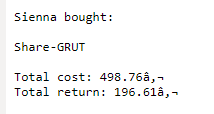 Sienna bought:
Share-GRUT
Total cost: 498.76â,¬
Total return: 196.61â,¬